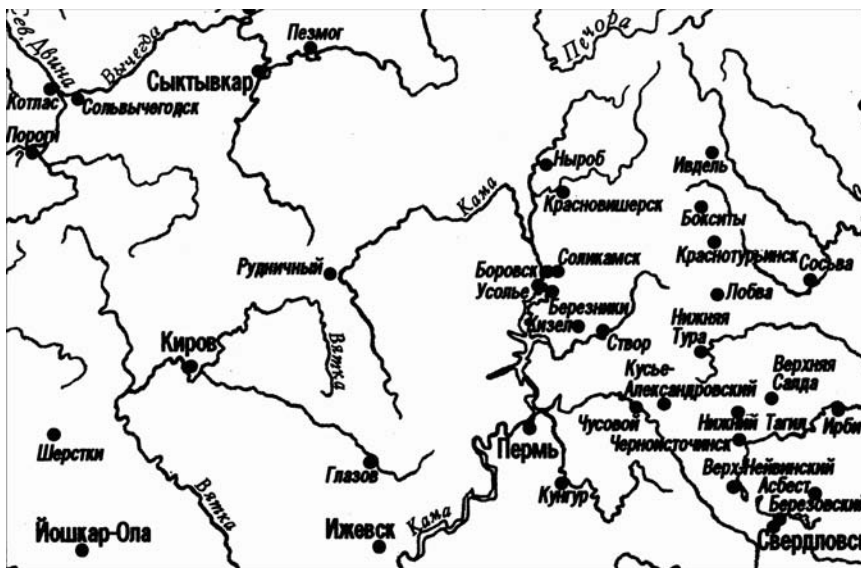 Сев. Двина
Вычегда
Пезмог
Печора
Сыктывкар
Котлас
Сольвычегодск
Пороги
Ныроб
Ивдель
Кама
Красновишерск
Бокситы
Краснотурьинск
Рудничный
Боровск
Соликамск
Сосьва
Усолье
Лобва
Березники
Кизел
Створ
Нижняя
Тура
Киров
Вятка
Кусье-
Александровский
Верхняя
Салда
Чусовой
Нижний Тагил
Ирби
Шерстки
Пермь
Черноисточинск
Глазов
Верх-Нейвинский
Кунгур
Асбест
Березовский
Вятка
Кама
Йошкар-Ола
Ижевск
Свердловск